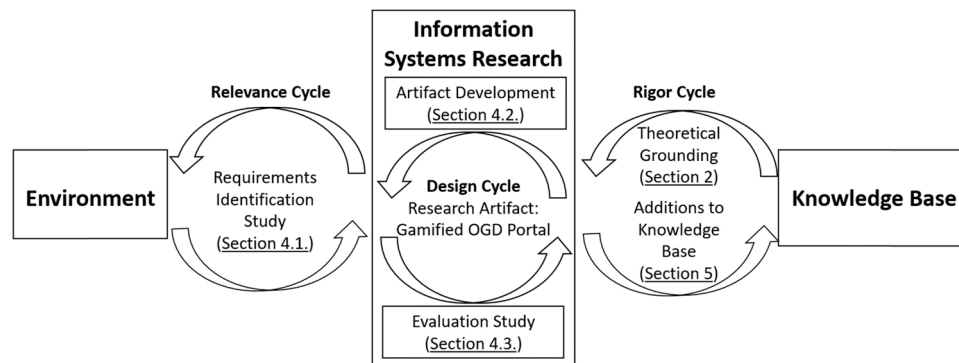 Information
Systems Research
Relevance Cycle
Artifact Development
(Section 4.2.)
Rigor Cycle
Environment
Requirements
Identification
Study
(Section 4.1.)
Design Cycle
Research Artifact:
Gamified OGD Portal
Theoretical
Grounding
(Section 2)
Additions to
Knowledge
Base
(Section 5)
Knowledge Base
Evaluation Study
(Section 4.3.)